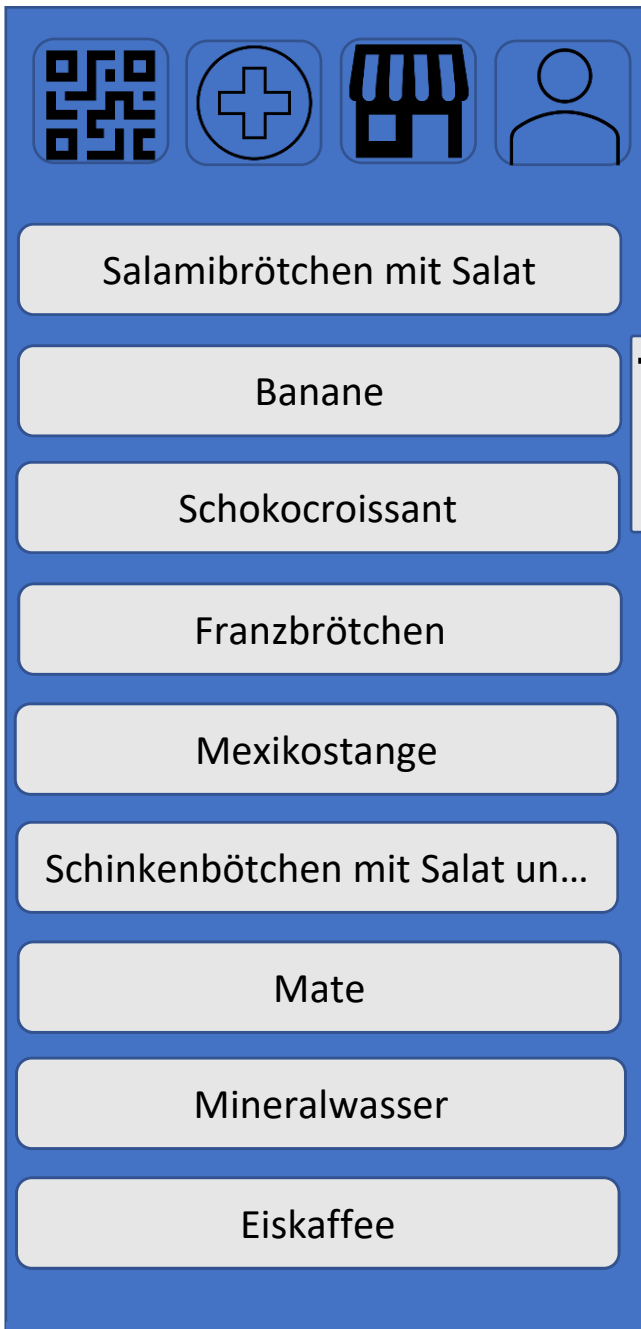 Salamibrötchen mit Salat
Banane
Schokocroissant
Franzbrötchen
Mexikostange
Schinkenbötchen mit Salat un…
Mate
Mineralwasser
Eiskaffee